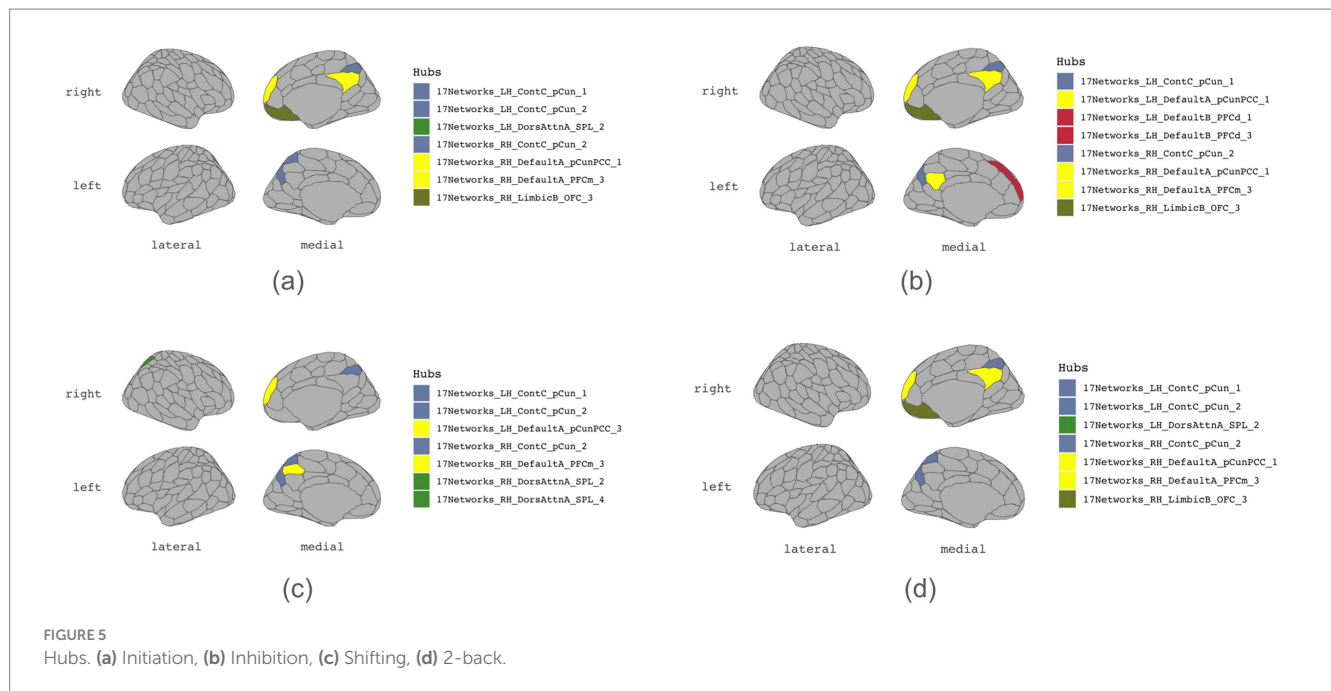 Hubs
17Networks_LH_ContC_pCun_1
17Networks_LH_ContC_pCun_2
17Networks_LH_DorsAttnA_SPL_2
17Networks_RH_ContC_pCun_2
17Networks_RH_DefaultA_pCunPCC_1
17Networks_RH_DefaultA_PFCm_3
17Networks_RH_LimbicB_OFC_3
right
left
lateral
medial
(a)
Hubs
17Networks_LH_ContC_pCun_1
17Networks_LH_DefaultA_pCunPCC_1
17Networks_LH_DefaultB_PFCd_1
17Networks_LH_DefaultB_PFCd_3
17Networks_RH_ContC_pCun_2
17Networks_RH_DefaultA_pCunPCC_1
17Networks_RH_DefaultA_PFCm_3
17Networks_RH_LimbicB_OFC_3
right
left
lateral
medial
(b)
Hubs
17Networks_LH_ContC_pCun_1
17Networks_LH_ContC_pCun_2
17Networks_LH_DefaultA_pCunPCC_3
17Networks_RH_ContC_pCun_2
17Networks_RH_DefaultA_PFCm_3
17Networks_RH_DorsAttnA_SPL_2
17Networks_RH_DorsAttnA_SPL_4
right
left
lateral
medial
(c)
Hubs
17Networks_LH_ContC_pCun_1
17Networks_LH_ContC_pCun_2
17Networks_LH_DorsAttnA_SPL_2
17Networks_RH_ContC_pCun_2
17Networks_RH_DefaultA_pCunPCC_1
17Networks_RH_DefaultA_PFCm_3
17Networks_RH_LimbicB_OFC_3
right
left
lateral
medial
(d)
FIGURE 5
Hubs. (a) Initiation, (b) Inhibition, (c) Shifting, (d) 2-back.